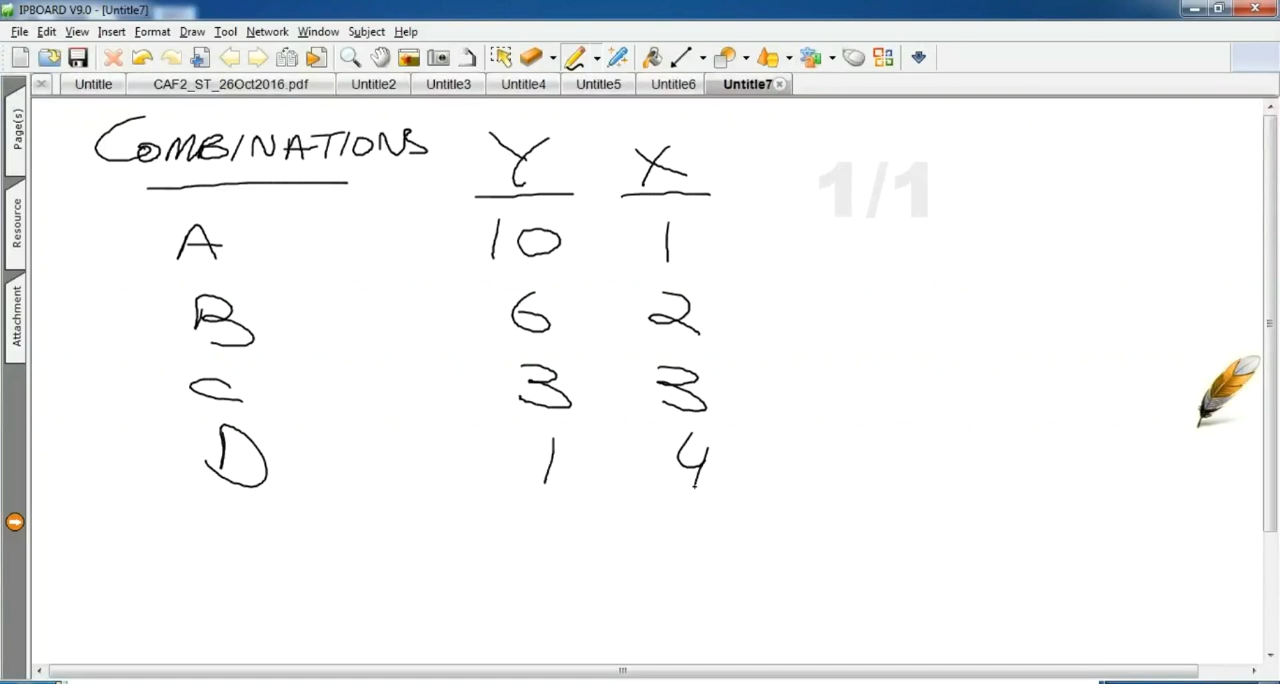 IPBOARD V9.0 - [Untitle7]
File Edit View Insert Format Draw Tool Network Window Subject Help
Untitle CAF2_ST_26Oct2016.pdf Untitle2 Untitle3 Untitle4 Untitle5 Untitle6 Untitle7
Page(s)
Resource
Attachment
COMBINATIONS Y X
1/1
A 10 1
B 6 2
C 3 3
D 1 4